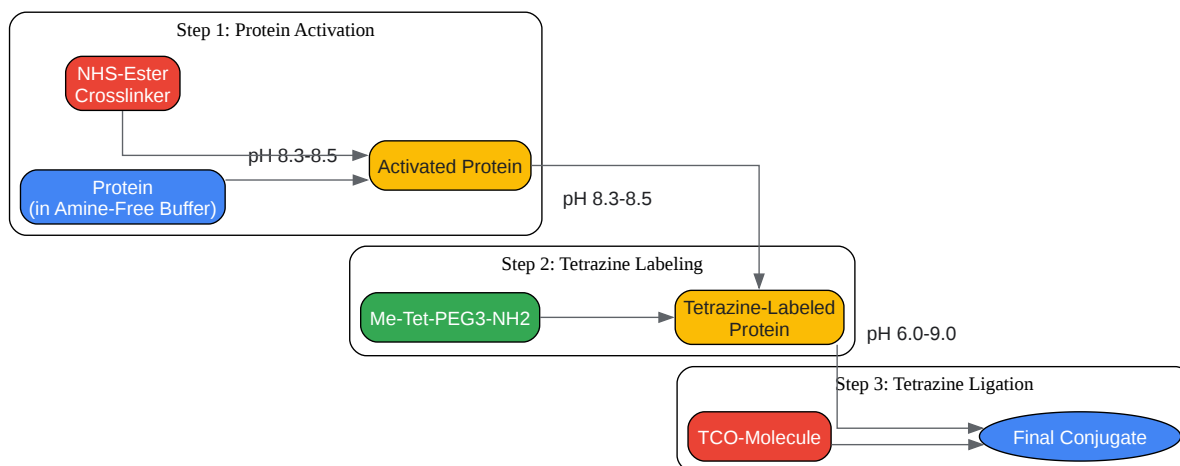 Step 1: Protein Activation
NHS-Ester
Crosslinker
pH 8.3-8.5
Activated Protein
Protein
(in Amine-Free Buffer)
pH 8.3-8.5
Step 2: Tetrazine Labeling
Me-Tet-PEG3-NH2
Tetrazine-Labeled
Protein
pH 6.0-9.0
Step 3: Tetrazine Ligation
TCO-Molecule
Final Conjugate